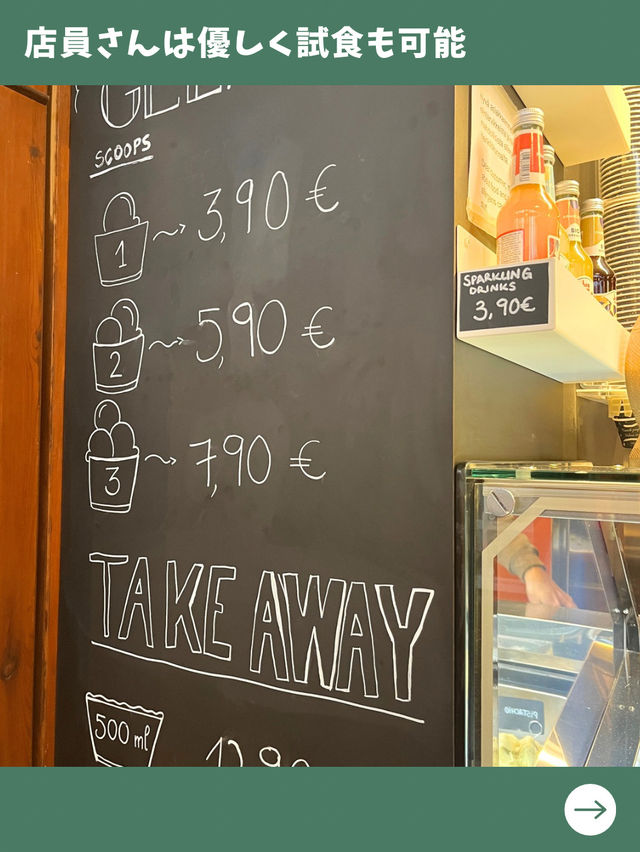 店員さんは優しく試食も可能
SCOOPS
1 ~> 3,90 €
2 ~> 5,90 €
3 ~> 7,90 €
SPARKLING
DRINKS
3,90€
TAKE AWAY
500 ml
PISTACHIO